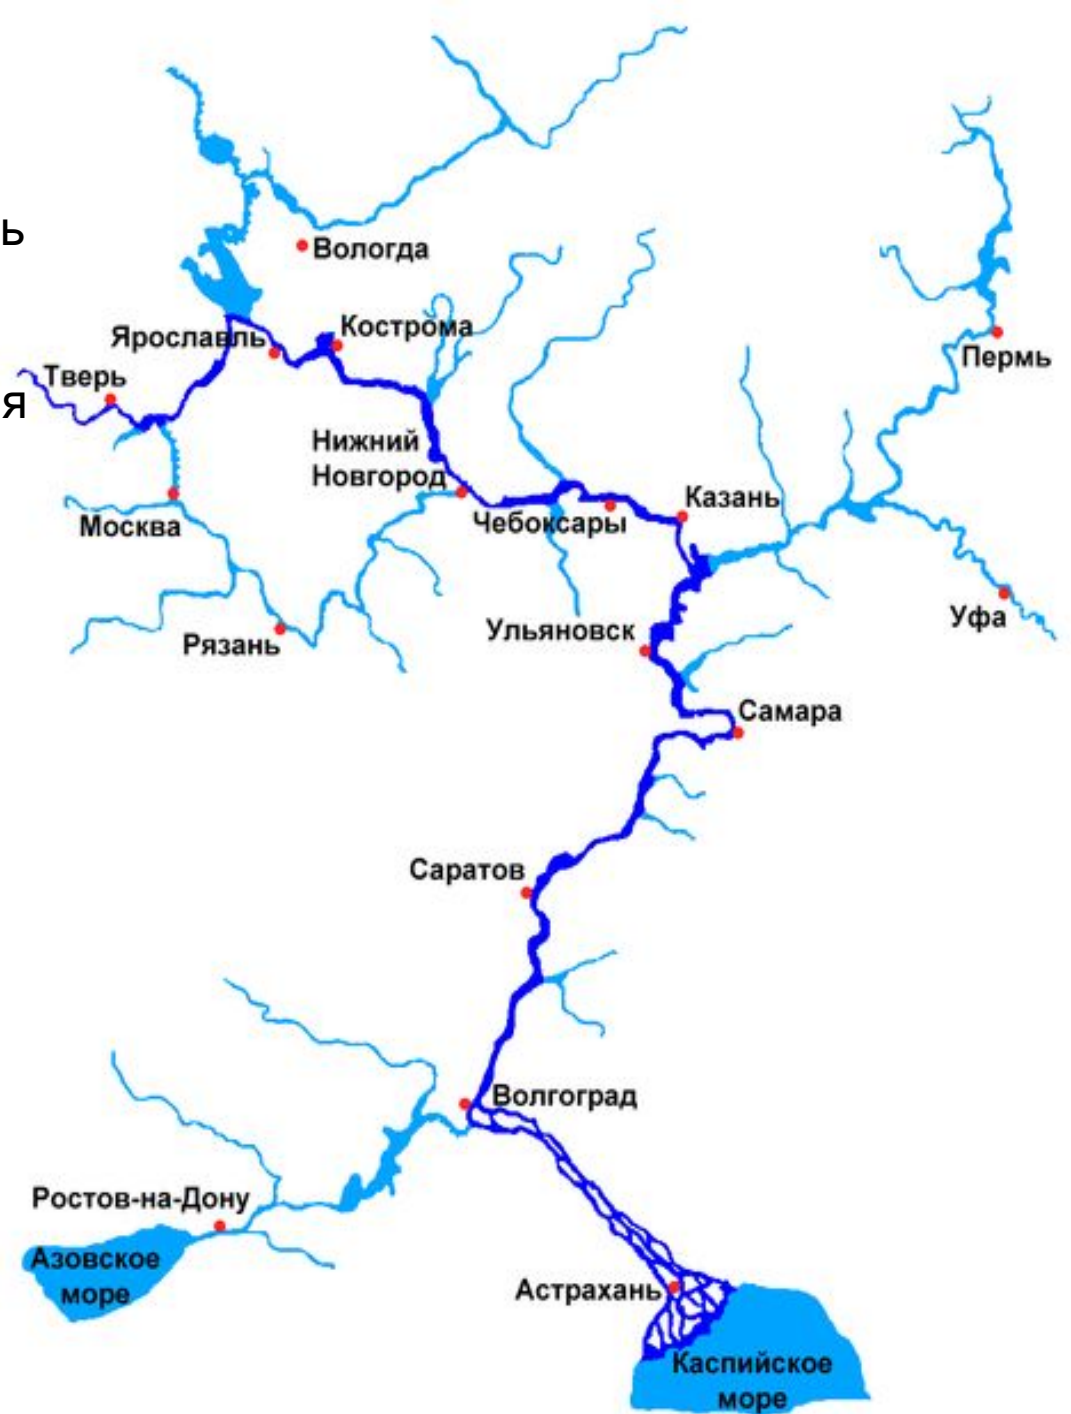 ь
Вологда
Ярославль
Кострома
Тверь
Пермь
я
Нижний
Новгород
Казань
Москва
Чебоксары
Уфа
Ульяновск
Рязань
Самара
Саратов
Волгоград
Ростов-на-Дону
Азовское
море
Астрахань
Каспийское
море